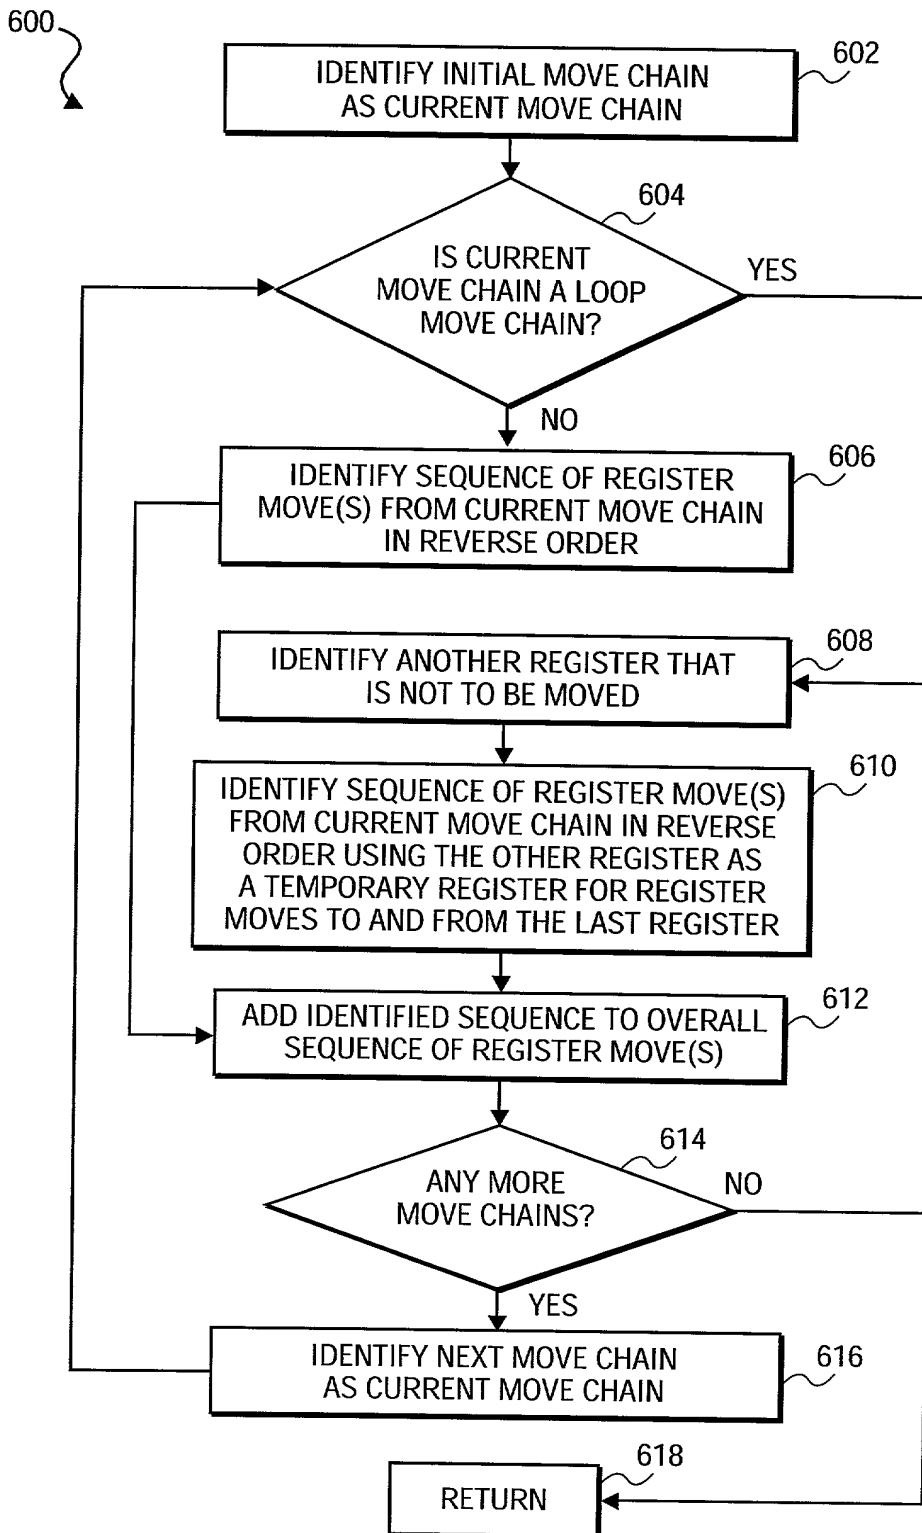 600
602
IDENTIFY INITIAL MOVE CHAIN
AS CURRENT MOVE CHAIN
604
IS CURRENT
MOVE CHAIN A LOOP
MOVE CHAIN?
YES
NO
606
IDENTIFY SEQUENCE OF REGISTER
MOVE(S) FROM CURRENT MOVE CHAIN
IN REVERSE ORDER
608
IDENTIFY ANOTHER REGISTER THAT
IS NOT TO BE MOVED
610
IDENTIFY SEQUENCE OF REGISTER MOVE(S)
FROM CURRENT MOVE CHAIN IN REVERSE
ORDER USING THE OTHER REGISTER AS
A TEMPORARY REGISTER FOR REGISTER
MOVES TO AND FROM THE LAST REGISTER
612
ADD IDENTIFIED SEQUENCE TO OVERALL
SEQUENCE OF REGISTER MOVE(S)
614
ANY MORE
MOVE CHAINS?
NO
YES
616
IDENTIFY NEXT MOVE CHAIN
AS CURRENT MOVE CHAIN
618
RETURN